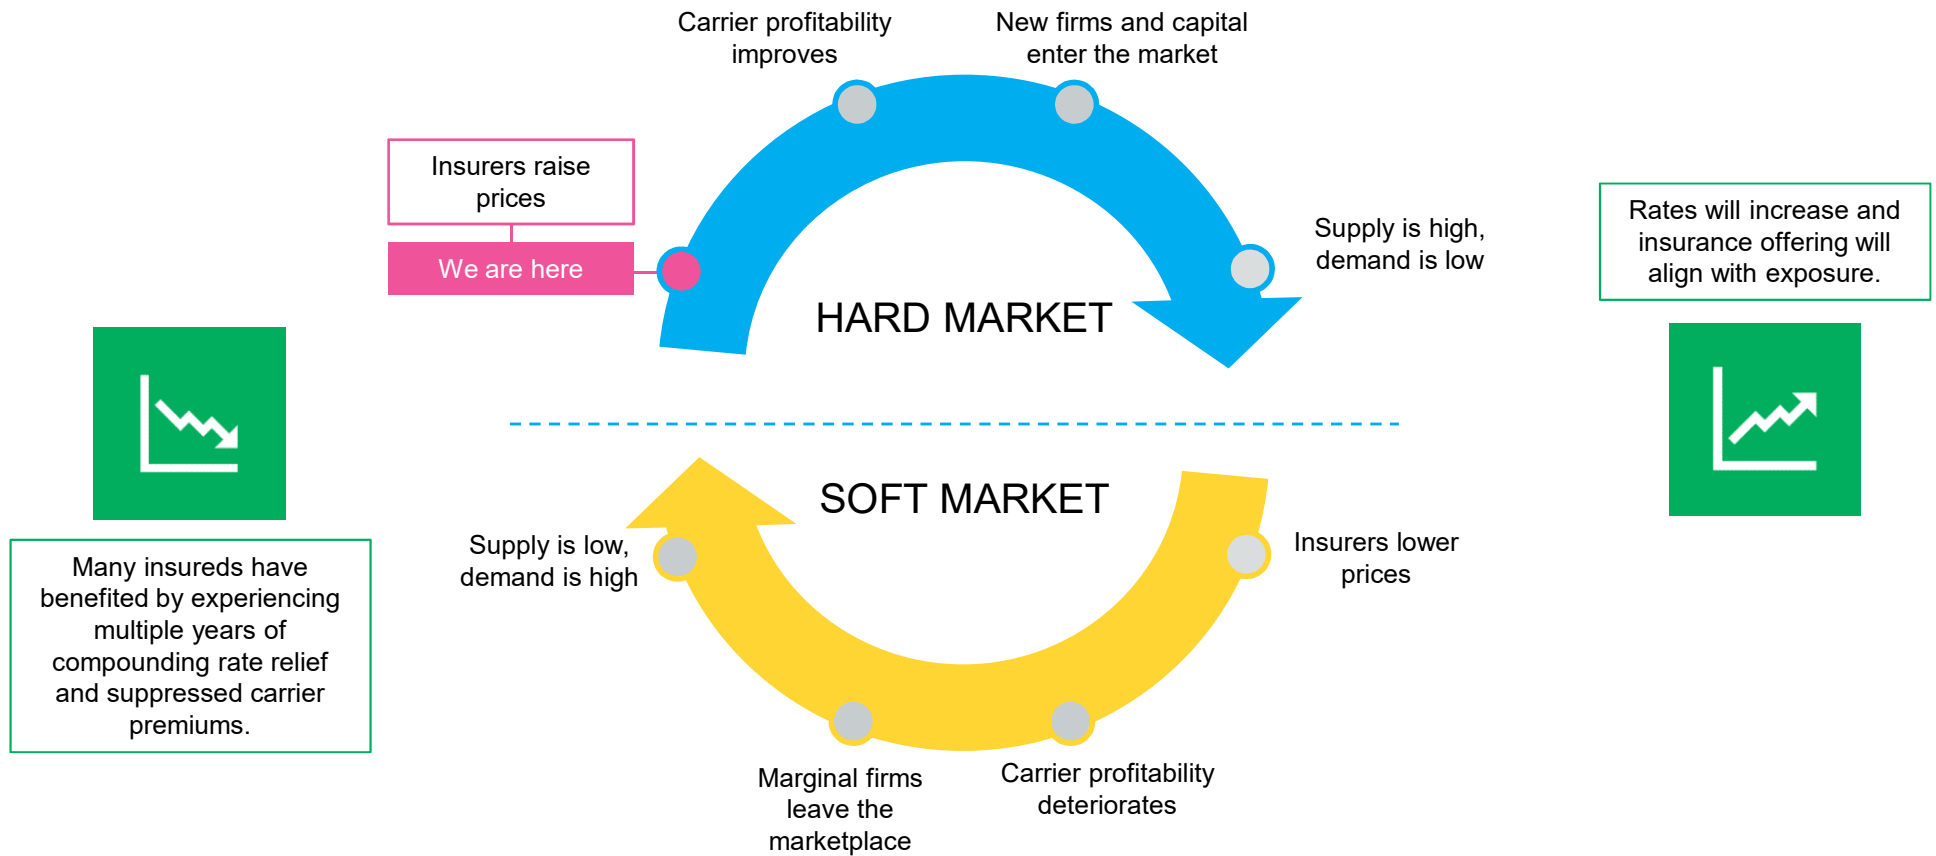 Carrier profitability
improves
New firms and capital
enter the market
Insurers raise
prices
We are here
Supply is high,
demand is low
Rates will increase and
insurance offering will
align with exposure.
HARD MARKET
SOFT MARKET
Supply is low,
demand is high
Insurers lower
prices
Many insureds have
benefited by experiencing
multiple years of
compounding rate relief
and suppressed carrier
premiums.
Marginal firms
leave the
marketplace
Carrier profitability
deteriorates